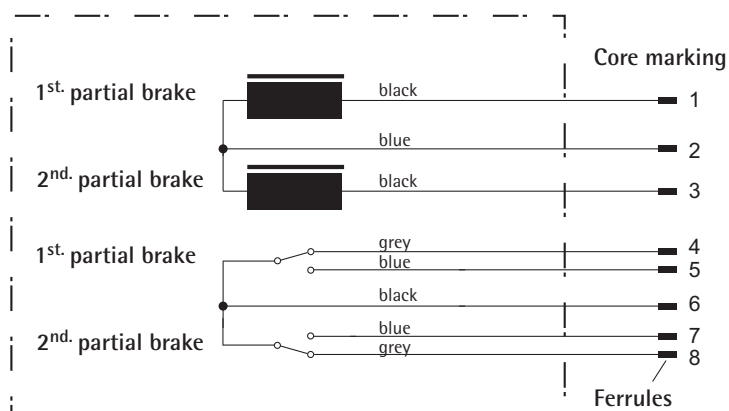 Core marking
1st. partial brake
black
1
blue
2
2nd. partial brake
black
3
1st. partial brake
grey
4
blue
5
black
6
2nd. partial brake
blue
7
grey
8
Ferrules